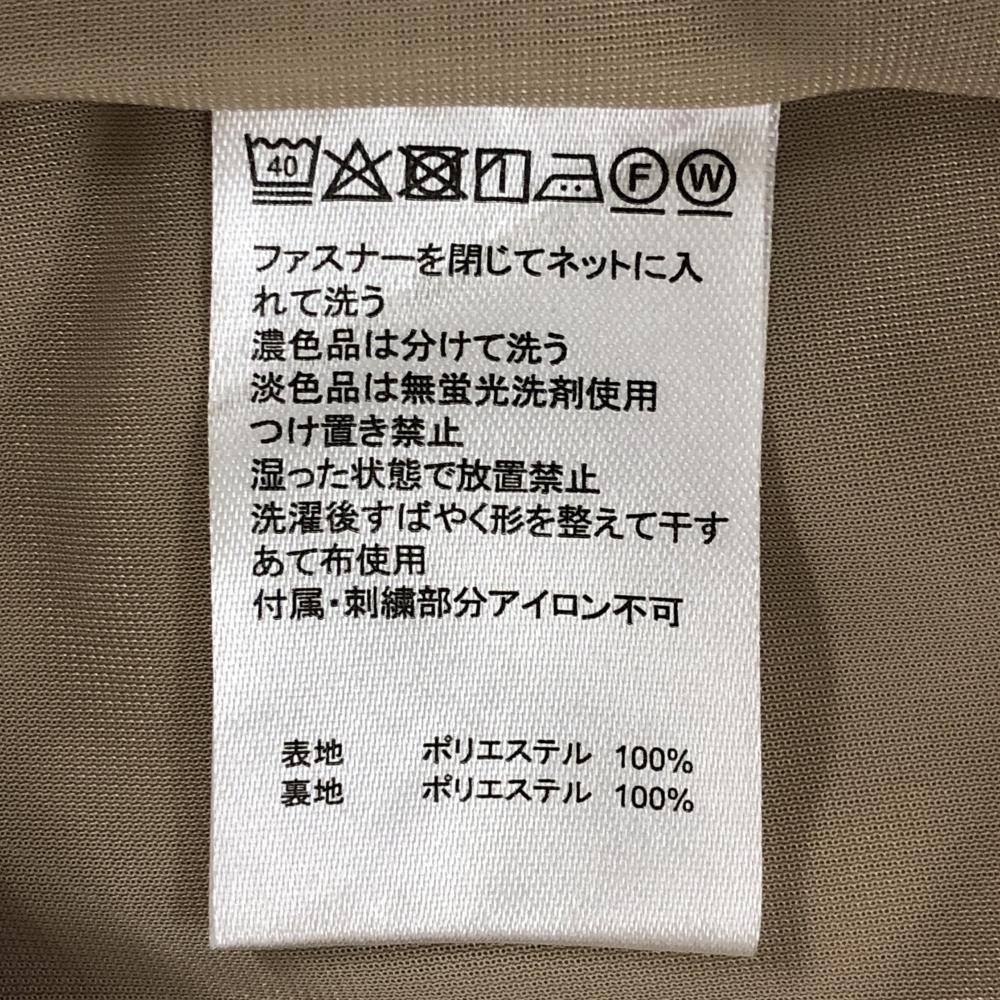 40 F W
ファスナーを閉じてネットに入
れて洗う
濃色品は分けて洗う
淡色品は無蛍光洗剤使用
つけ置き禁止
湿った状態で放置禁止
洗濯後すばやく形を整えて干す
あて布使用
付属・刺繍部分アイロン不可
表地 ポリエステル 100%
裏地 ポリエステル 100%